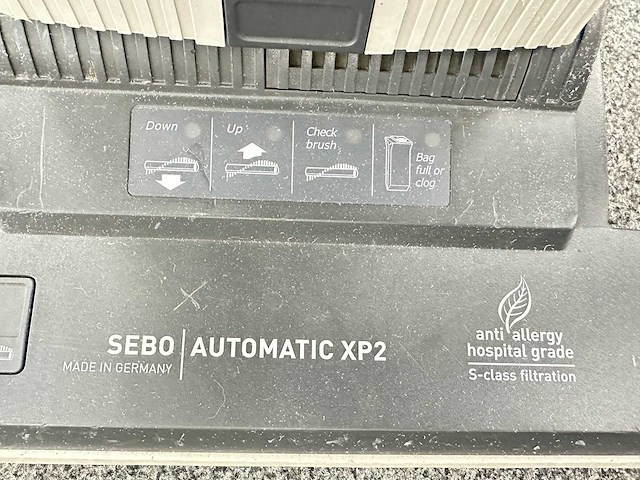 Down
Up
Check
brush
Bag
full or
clog.
SEBO AUTOMATIC XP2
MADE IN GERMANY
anti allergy
hospital grade
S-class filtration